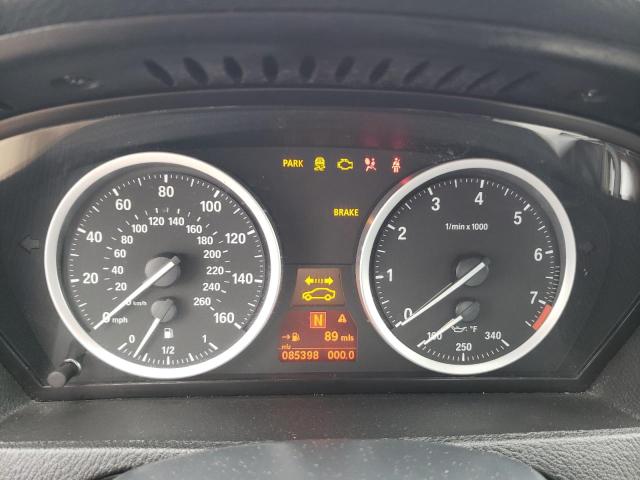 PARK
BRAKE
0 20 40 60 80 100 120 140 160
mph
20 40 60 80 100 120 140 160 180 200 220 240 260
km/h
0 1/2 1
0 1 2 3 4 5 6 7 7
1/min x 1000
°F
250 340
N
89 mls
mls
085398 000.0